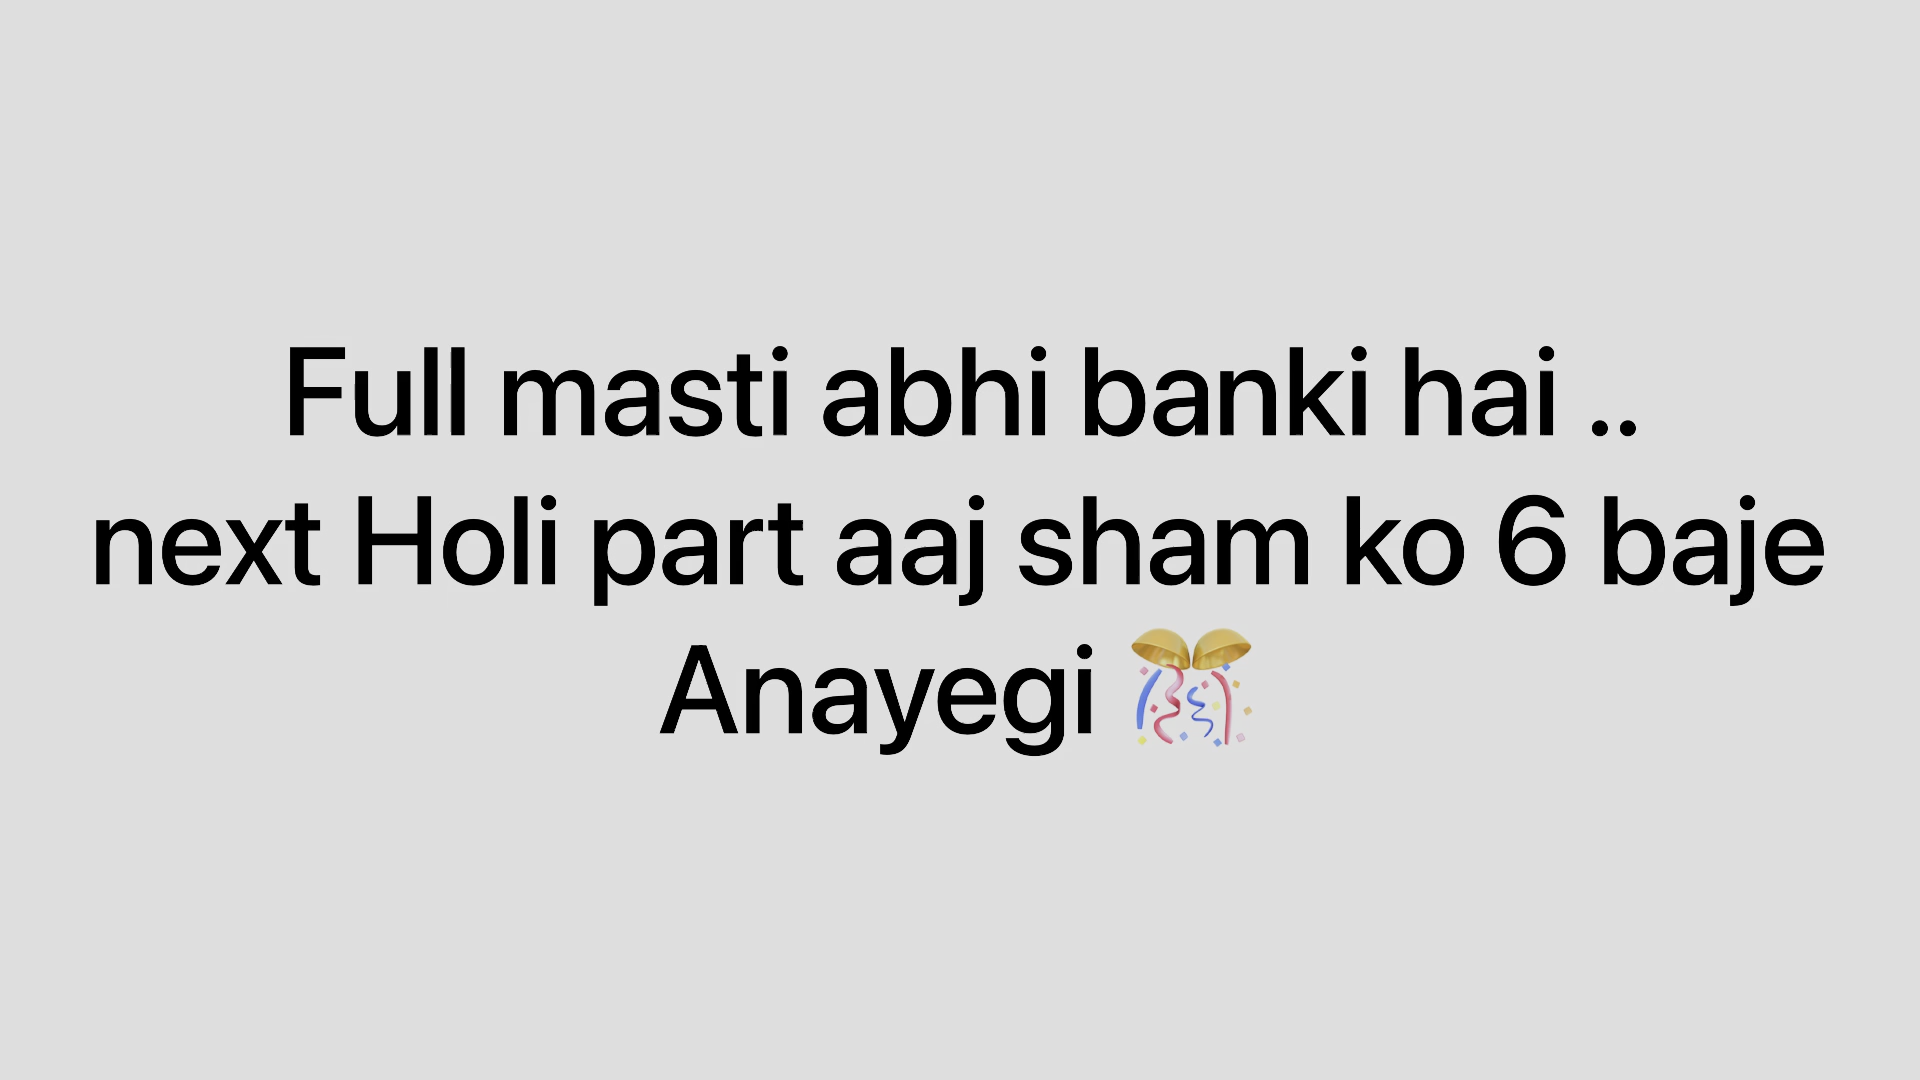 Full masti abhi banki hai ..
next Holi part aaj sham ko 6 baje
Anayegi 🎊